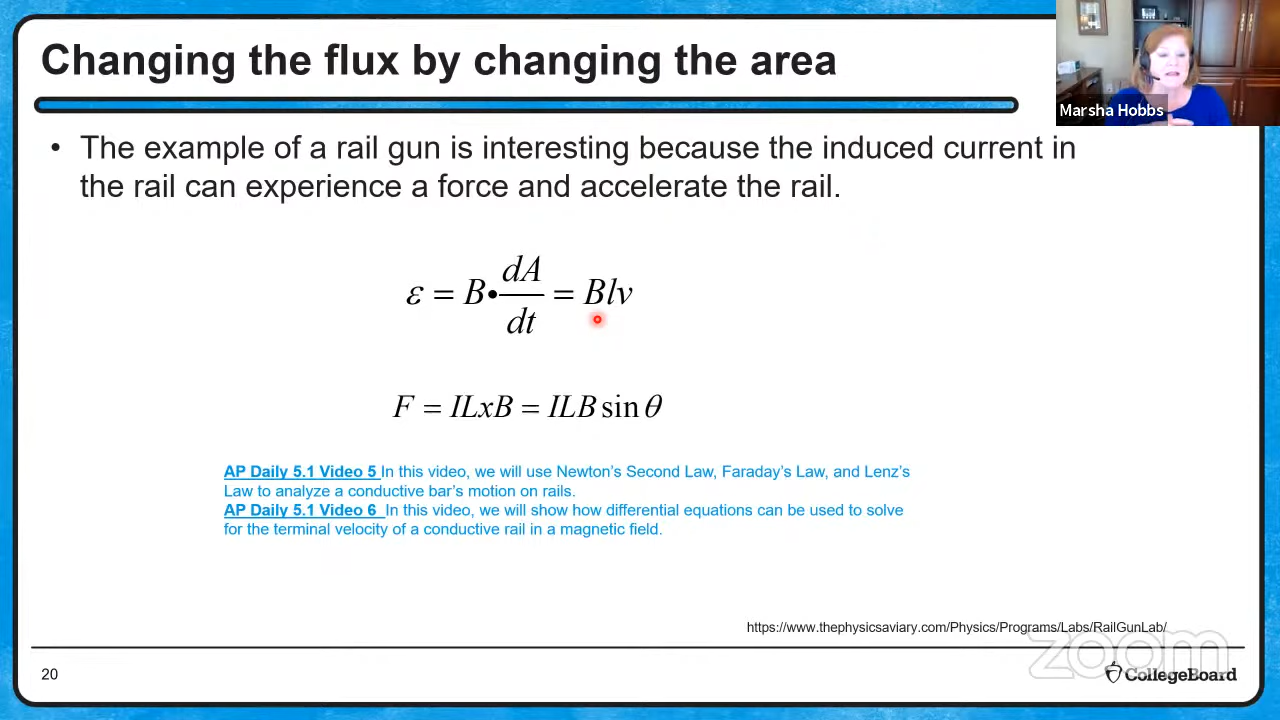 Changing the flux by changing the area
Marsha Hobbs
• The example of a rail gun is interesting because the induced current in
the rail can experience a force and accelerate the rail.
ε = B • dA/dt = Blv
F = ILxB = ILB sin θ
AP Daily 5.1 Video 5 In this video, we will use Newton's Second Law, Faraday's Law, and Lenz's
Law to analyze a conductive bar's motion on rails.
AP Daily 5.1 Video 6 In this video, we will show how differential equations can be used to solve
for the terminal velocity of a conductive rail in a magnetic field.
https://www.thephysicsaviary.com/Physics/Programs/Labs/RailGunLab/
zoom
20
CollegeBoard